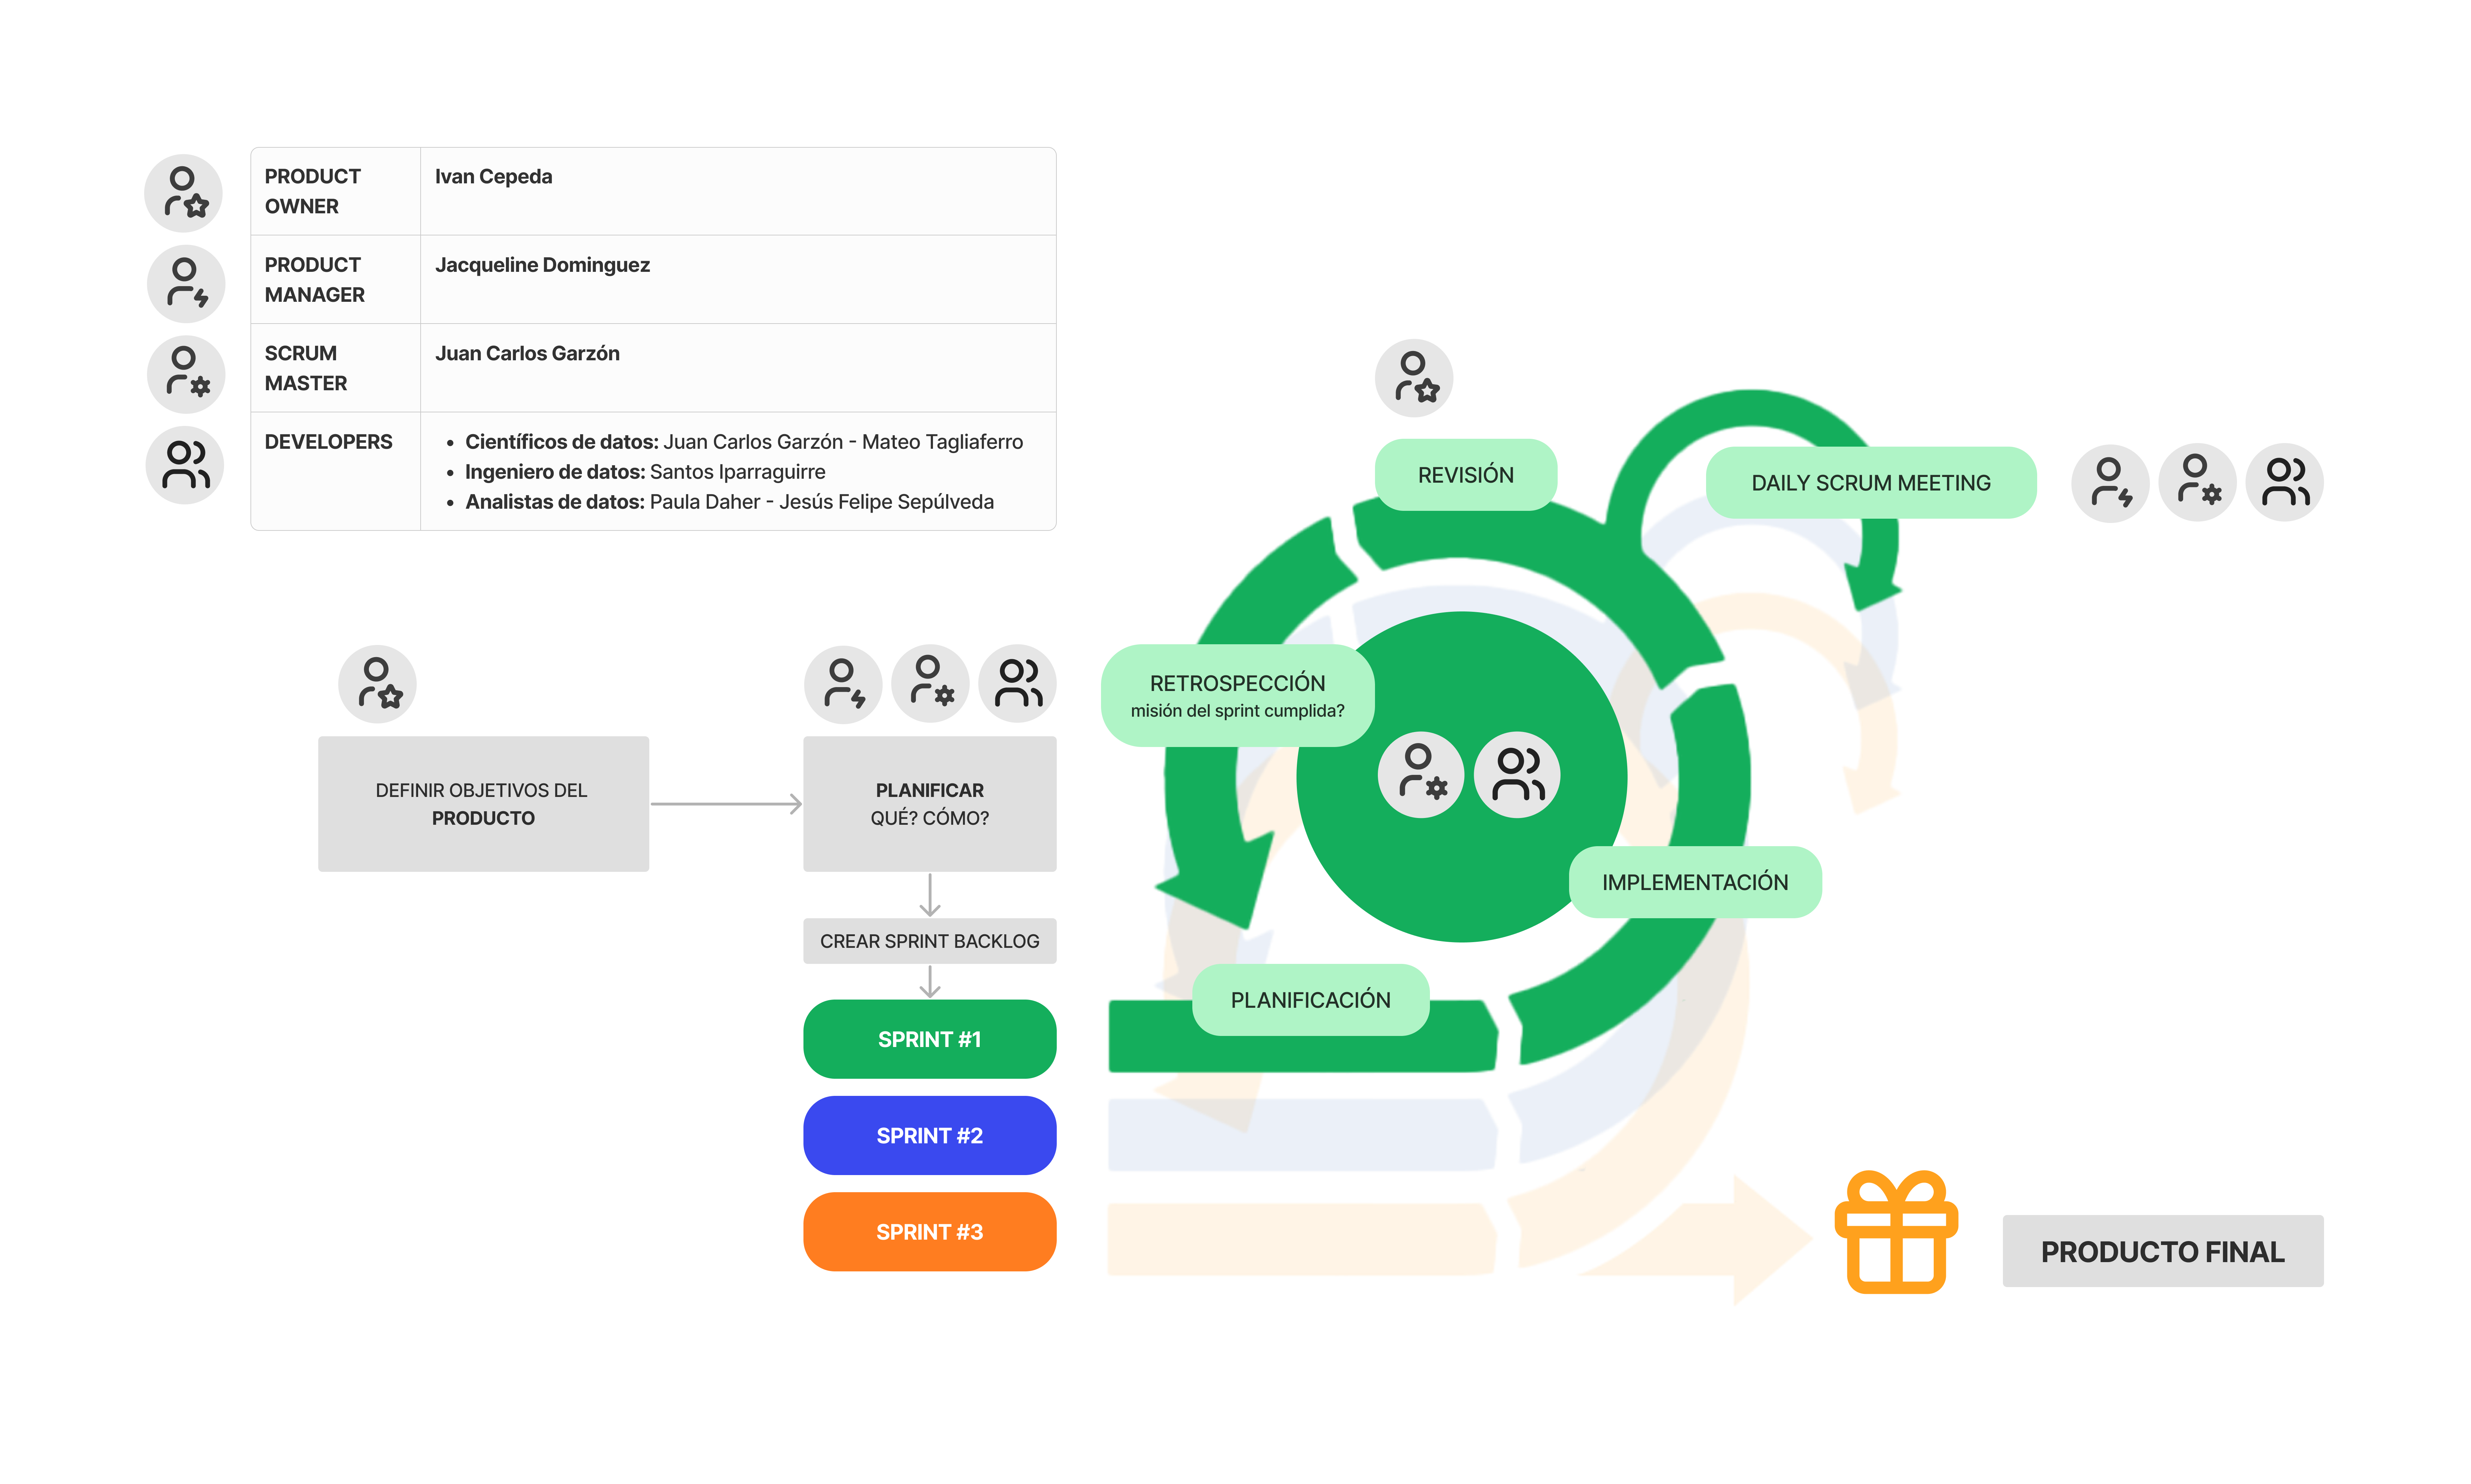 PRODUCT
OWNER
Ivan Cepeda
PRODUCT
MANAGER
Jacqueline Dominguez
SCRUM
MASTER
Juan Carlos Garzón
DEVELOPERS
• Científicos de datos: Juan Carlos Garzón - Mateo Tagliaferro
• Ingeniero de datos: Santos Iparraguirre
• Analistas de datos: Paula Daher - Jesús Felipe Sepúlveda
DEFINIR OBJETIVOS DEL
PRODUCTO
PLANIFICAR
QUÉ? CÓMO?
CREAR SPRINT BACKLOG
SPRINT #1
SPRINT #2
SPRINT #3
REVISIÓN
DAILY SCRUM MEETING
RETROSPECCIÓN
misión del sprint cumplida?
IMPLEMENTACIÓN
PLANIFICACIÓN
PRODUCTO FINAL